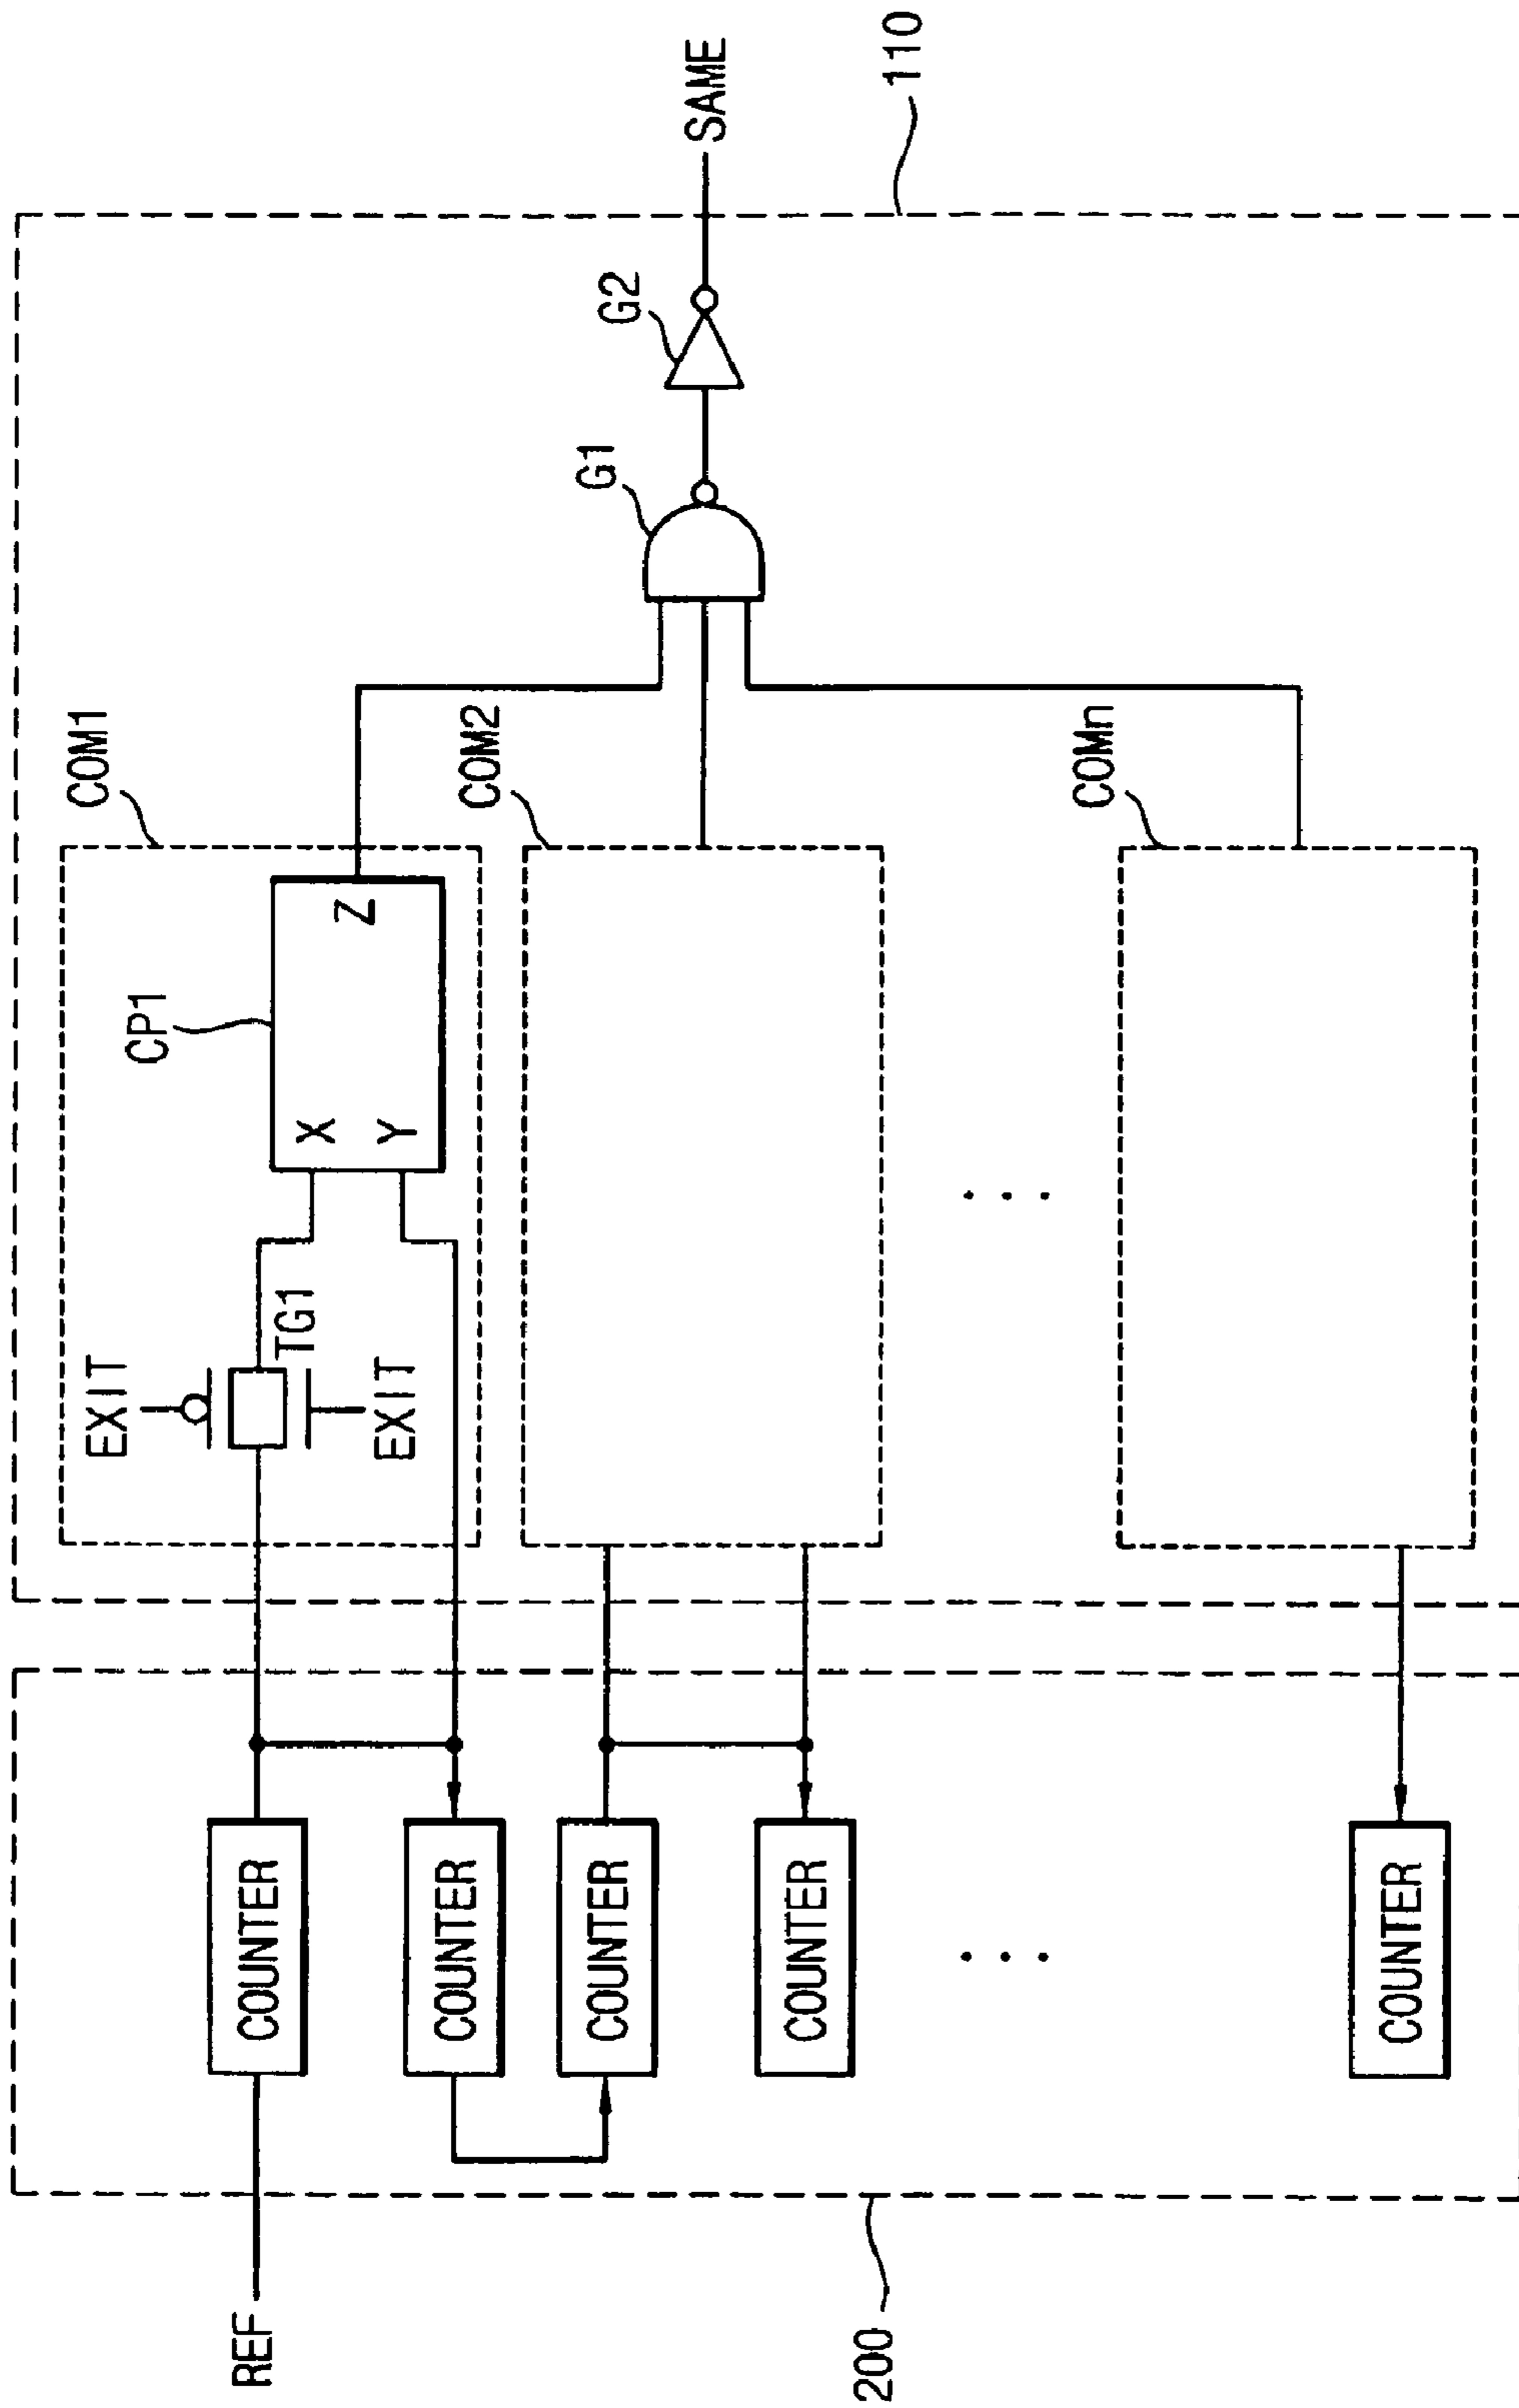 REF
200
COUNTER
COUNTER
COUNTER
COUNTER
. . .
COUNTER
EXIT
TG1
EXIT
COM1
CP1
X
Y
Z
COM2
. . .
COMn
G1
G2
SAME
110